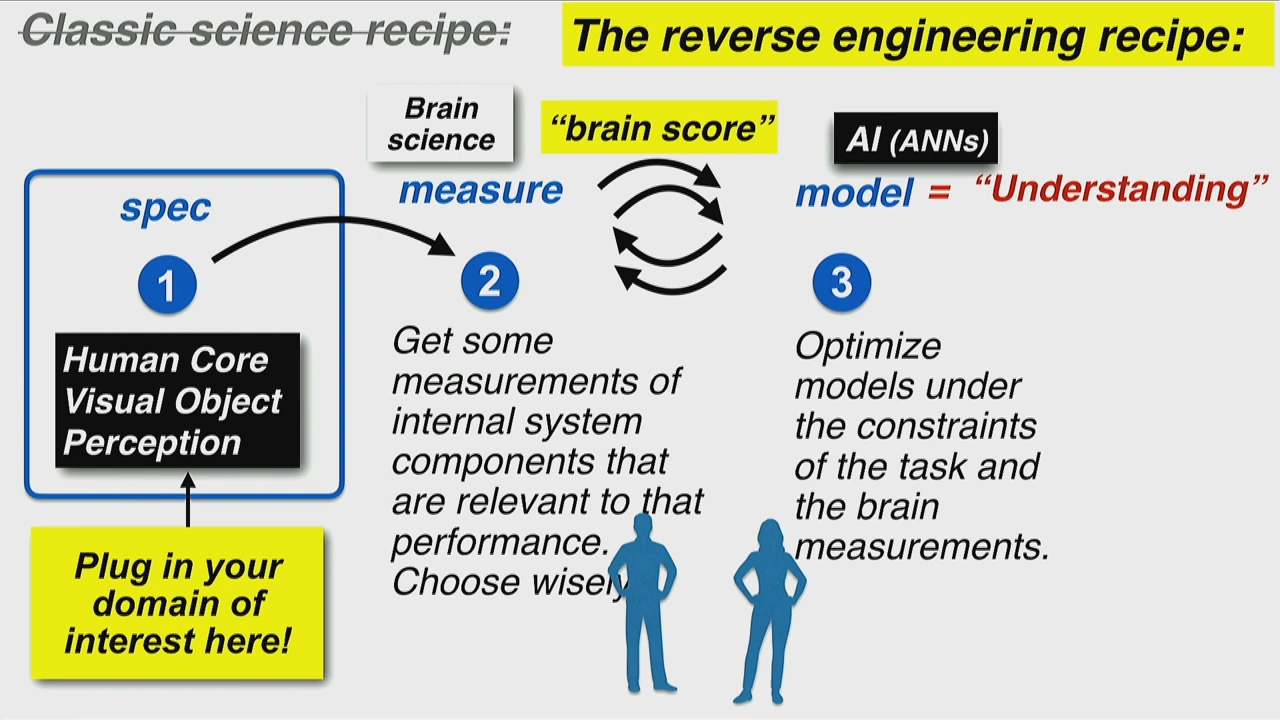 Classic science recipe:
The reverse engineering recipe:
Brain
science
“brain score”
AI (ANNs)
spec
measure
model = “Understanding”
1
2
3
Human Core
Visual Object
Perception
Plug in your
domain of
interest here!
Get some
measurements of
internal system
components that
are relevant to that
performance.
Choose wisely
Optimize
models under
the constraints
of the task and
the brain
measurements.